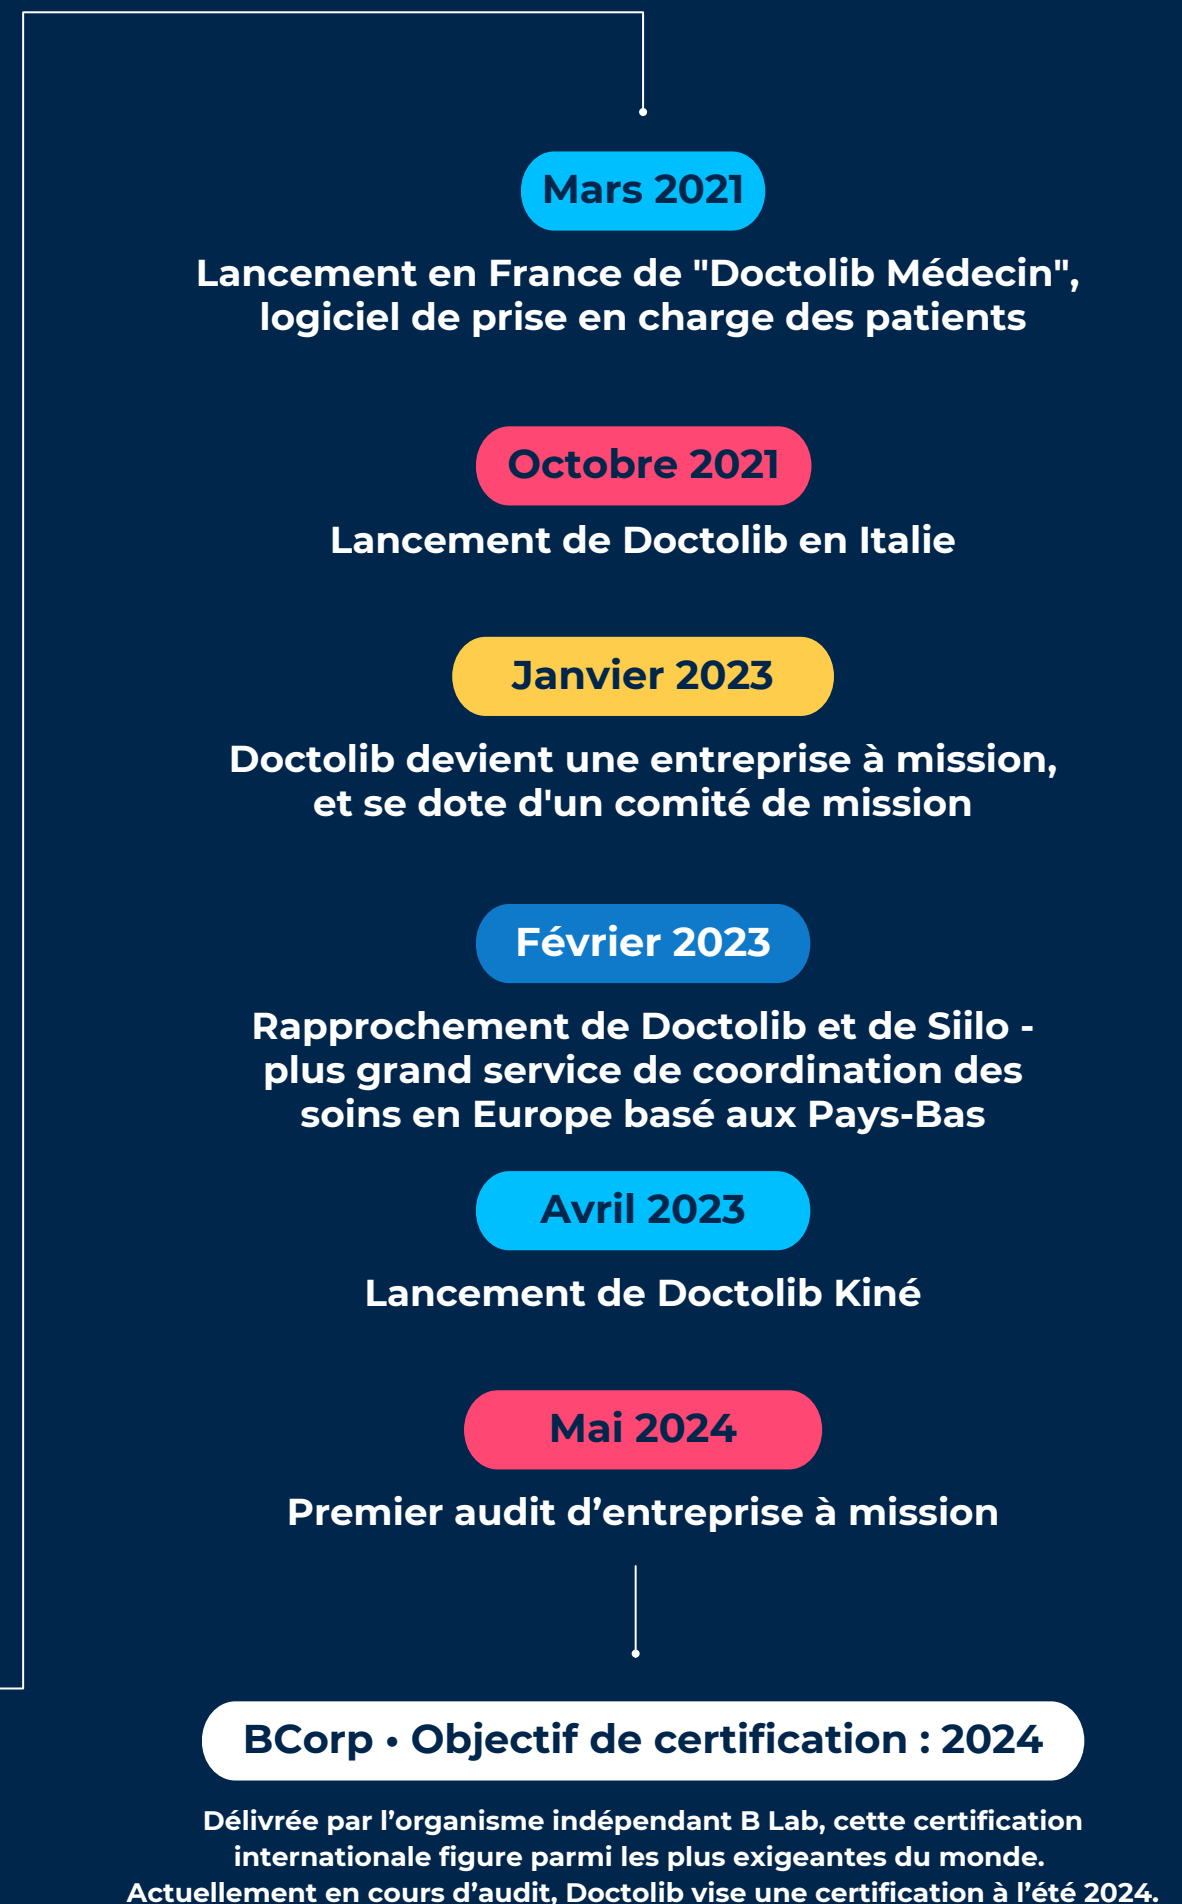 Mars 2021
Lancement en France de "Doctolib Médecin",
logiciel de prise en charge des patients
Octobre 2021
Lancement de Doctolib en Italie
Janvier 2023
Doctolib devient une entreprise à mission,
et se dote d'un comité de mission
Février 2023
Rapprochement de Doctolib et de Siilo -
plus grand service de coordination des
soins en Europe basé aux Pays-Bas
Avril 2023
Lancement de Doctolib Kiné
Mai 2024
Premier audit d’entreprise à mission
BCorp • Objectif de certification : 2024
Délivrée par l’organisme indépendant B Lab, cette certification
internationale figure parmi les plus exigeantes du monde.
Actuellement en cours d’audit, Doctolib vise une certification à l’été 2024.